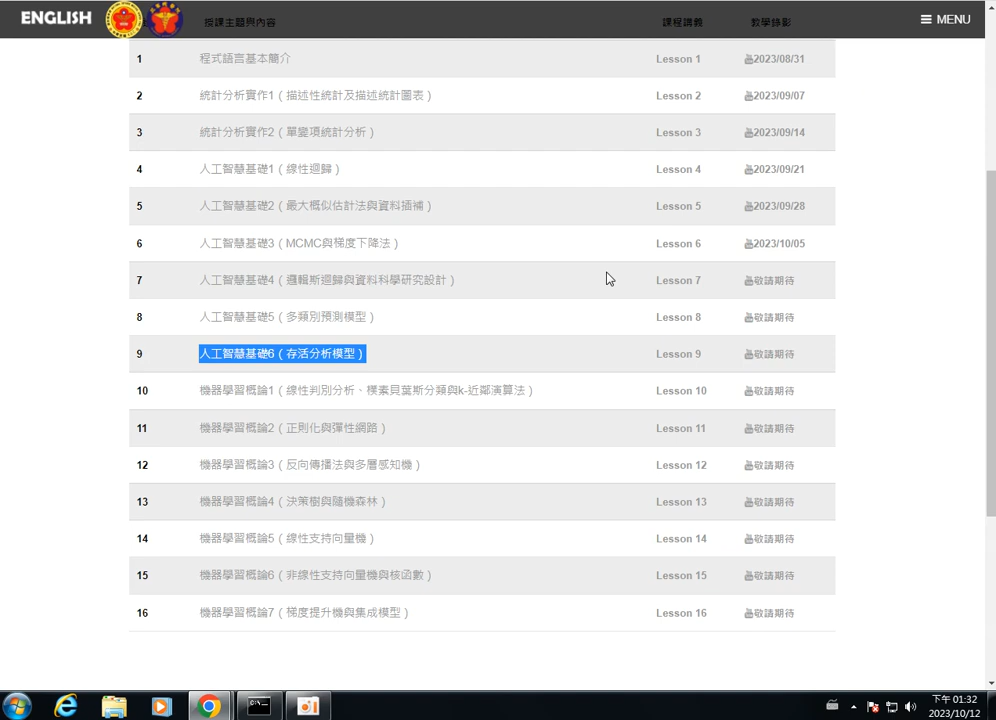 ENGLISH
授課主題與內容 課程講義 教學錄影
MENU
1 程式語言基本簡介 Lesson 1 2023/08/31
2 統計分析實作1（描述性統計及描述統計圖表） Lesson 2 2023/09/07
3 統計分析實作2（單變項統計分析） Lesson 3 2023/09/14
4 人工智慧基礎1（線性迴歸） Lesson 4 2023/09/21
5 人工智慧基礎2（最大概似估計法與資料插補） Lesson 5 2023/09/28
6 人工智慧基礎3（MCMC與梯度下降法） Lesson 6 2023/10/05
7 人工智慧基礎4（邏輯斯迴歸與資料科學研究設計） Lesson 7 敬請期待
8 人工智慧基礎5（多類別預測模型） Lesson 8 敬請期待
9 人工智慧基礎6（存活分析模型） Lesson 9 敬請期待
10 機器學習概論1（線性判別分析、樸素貝葉斯分類與k-近鄰演算法） Lesson 10 敬請期待
11 機器學習概論2（正則化與彈性網路） Lesson 11 敬請期待
12 機器學習概論3（反向傳播法與多層感知機） Lesson 12 敬請期待
13 機器學習概論4（決策樹與隨機森林） Lesson 13 敬請期待
14 機器學習概論5（線性支持向量機） Lesson 14 敬請期待
15 機器學習概論6（非線性支持向量機與核函數） Lesson 15 敬請期待
16 機器學習概論7（梯度提升機與集成模型） Lesson 16 敬請期待
下午 01:32
2023/10/12